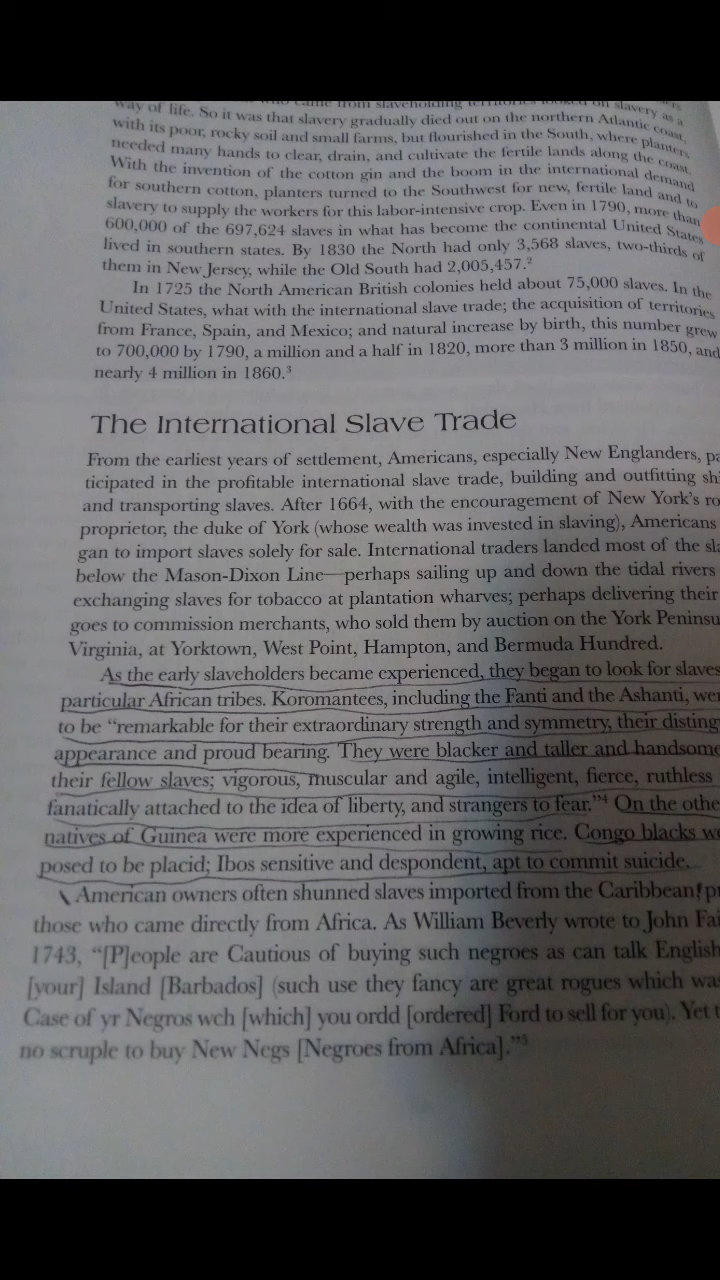 came from slaveholding territories looked on slavery as a
way of life. So it was that slavery gradually died out on the northern Atlantic coast,
with its poor, rocky soil and small farms, but flourished in the South, where planters
needed many hands to clear, drain, and cultivate the fertile lands along the coast.
With the invention of the cotton gin and the boom in the international demand
for southern cotton, planters turned to the Southwest for new, fertile land and to
slavery to supply the workers for this labor-intensive crop. Even in 1790, more than
600,000 of the 697,624 slaves in what has become the continental United States
lived in southern states. By 1830 the North had only 3,568 slaves, two-thirds of
them in New Jersey, while the Old South had 2,005,457.²
In 1725 the North American British colonies held about 75,000 slaves. In the
United States, what with the international slave trade; the acquisition of territories
from France, Spain, and Mexico; and natural increase by birth, this number grew
to 700,000 by 1790, a million and a half in 1820, more than 3 million in 1850, and
nearly 4 million in 1860.³
The International Slave Trade
From the earliest years of settlement, Americans, especially New Englanders, pa
ticipated in the profitable international slave trade, building and outfitting sh
and transporting slaves. After 1664, with the encouragement of New York's ro
proprietor, the duke of York (whose wealth was invested in slaving), Americans
gan to import slaves solely for sale. International traders landed most of the sla
below the Mason-Dixon Line—perhaps sailing up and down the tidal rivers
exchanging slaves for tobacco at plantation wharves; perhaps delivering their
goes to commission merchants, who sold them by auction on the York Peninsu
Virginia, at Yorktown, West Point, Hampton, and Bermuda Hundred.
As the early slaveholders became experienced, they began to look for slaves
particular African tribes. Koromantees, including the Fanti and the Ashanti, wer
to be “remarkable for their extraordinary strength and symmetry, their disting
appearance and proud bearing. They were blacker and taller and handsome
their fellow slaves; vigorous, muscular and agile, intelligent, fierce, ruthless
fanatically attached to the idea of liberty, and strangers to fear.”⁴ On the othe
natives of Guinea were more experienced in growing rice. Congo blacks we
posed to be placid; Ibos sensitive and despondent, apt to commit suicide.
American owners often shunned slaves imported from the Caribbean, pr
those who came directly from Africa. As William Beverly wrote to John Fai
1743, “[P]eople are Cautious of buying such negroes as can talk English
[your] Island [Barbados] (such use they fancy are great rogues which was
Case of yr Negros wch [which] you ordd [ordered] Ford to sell for you). Yet t
no scruple to buy New Negs [Negroes from Africa].”⁵